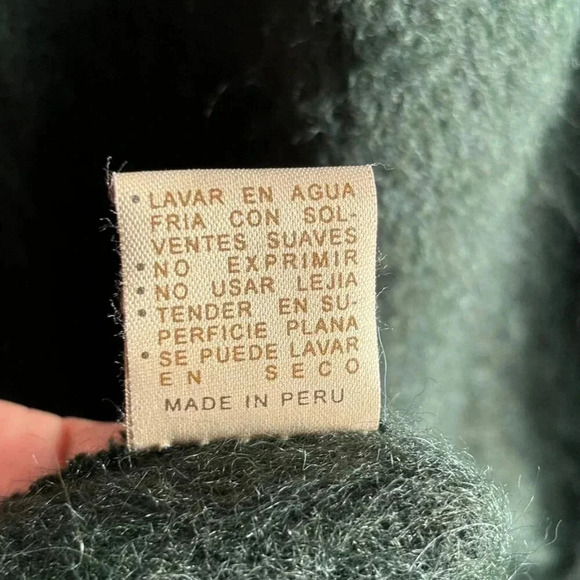 • LAVAR EN AGUA
FRIA CON SOL-
VENTES SUAVES
• NO EXPRIMIR
• NO USAR LEJIA
• TENDER EN SU-
PERFICIE PLANA
• SE PUEDE LAVAR
EN SECO
MADE IN PERU